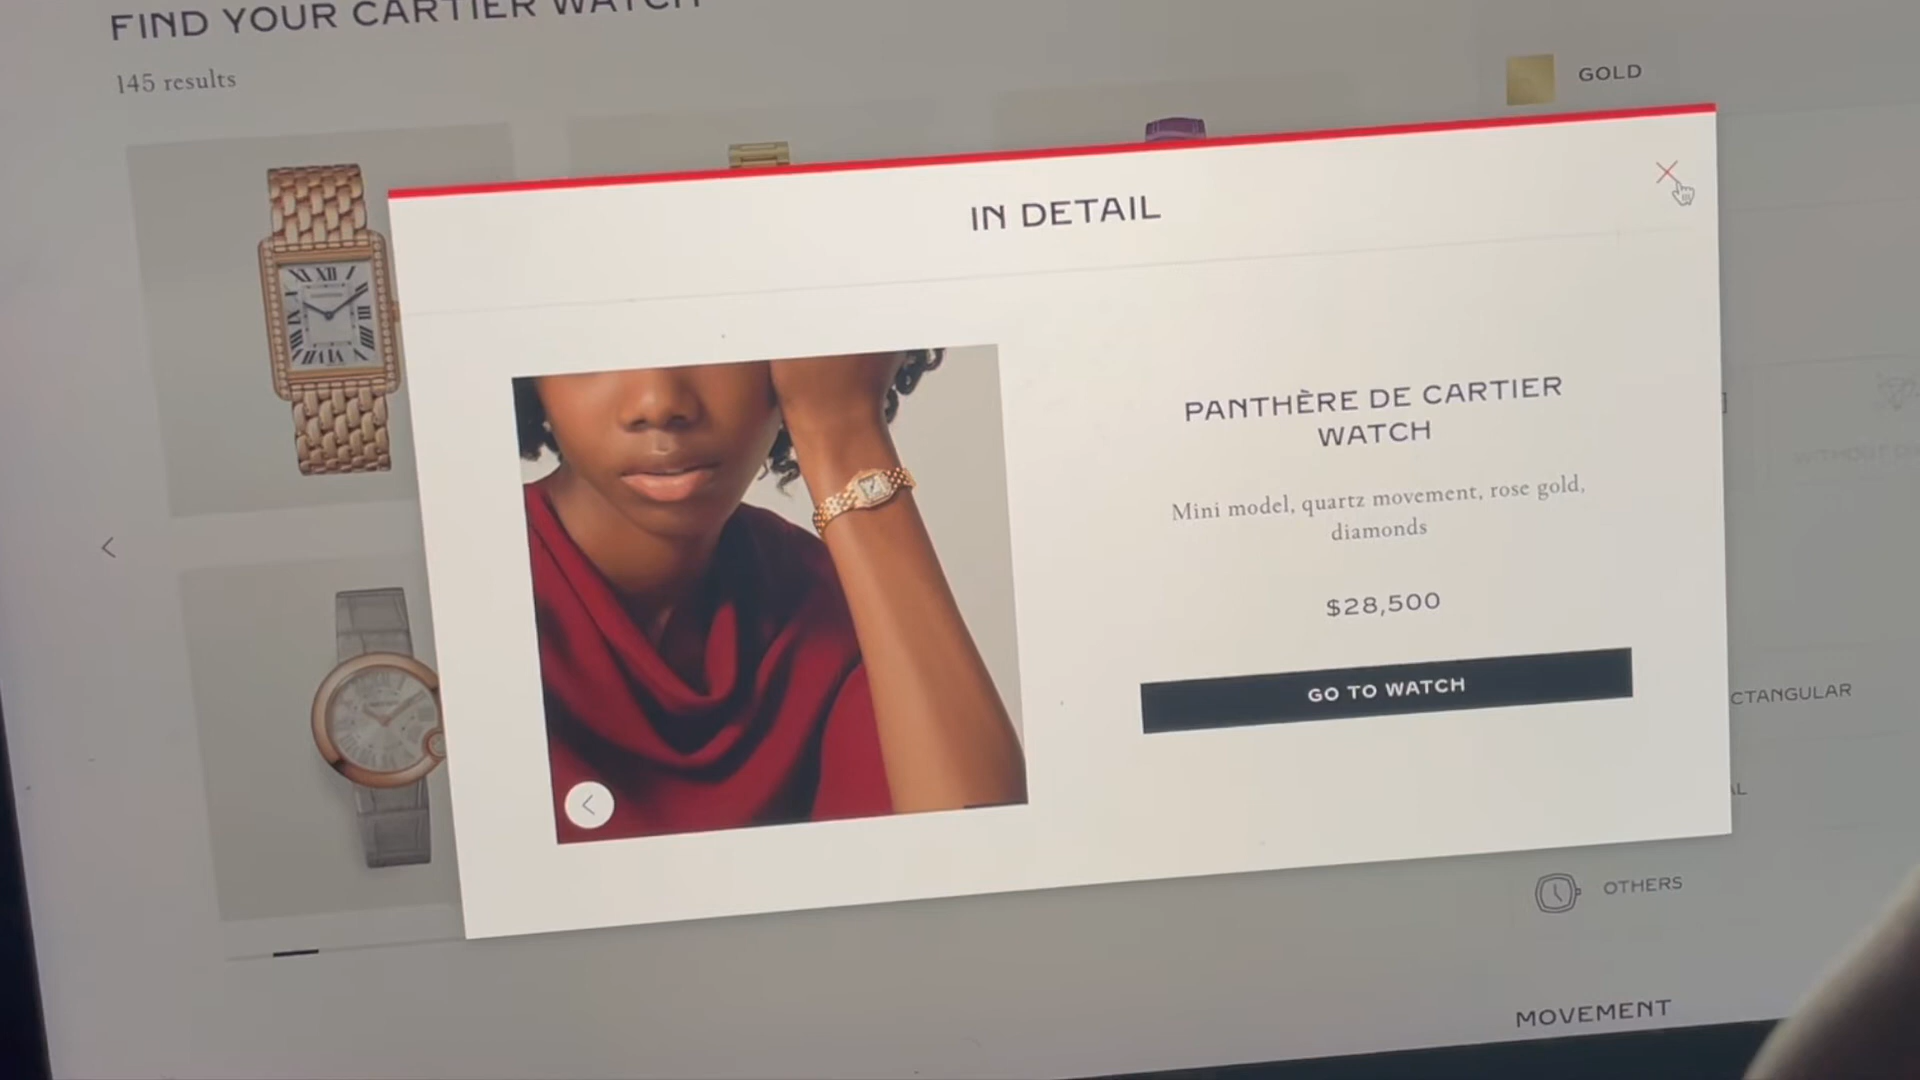 FIND YOUR CARTIER WATCH
145 results
GOLD
IN DETAIL
PANTHÈRE DE CARTIER
WATCH
Mini model, quartz movement, rose gold,
diamonds
$28,500
GO TO WATCH
CTANGULAR
AL
OTHERS
MOVEMENT